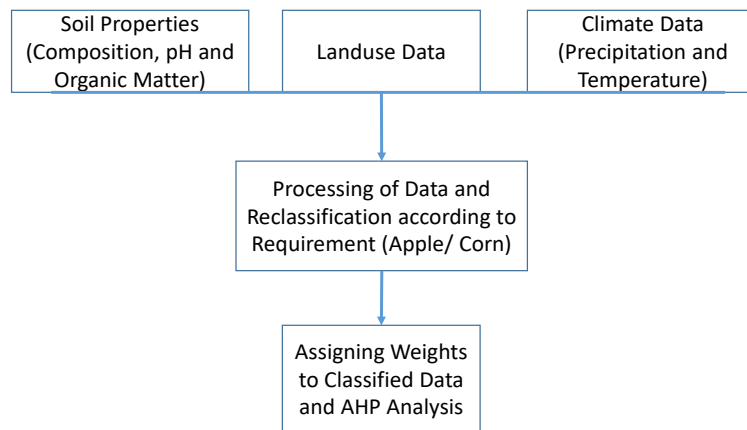 Soil Properties
(Composition, pH and
Organic Matter)
Landuse Data
Climate Data
(Precipitation and
Temperature)
Processing of Data and
Reclassification according to
Requirement (Apple/ Corn)
Assigning Weights
to Classified Data
and AHP Analysis